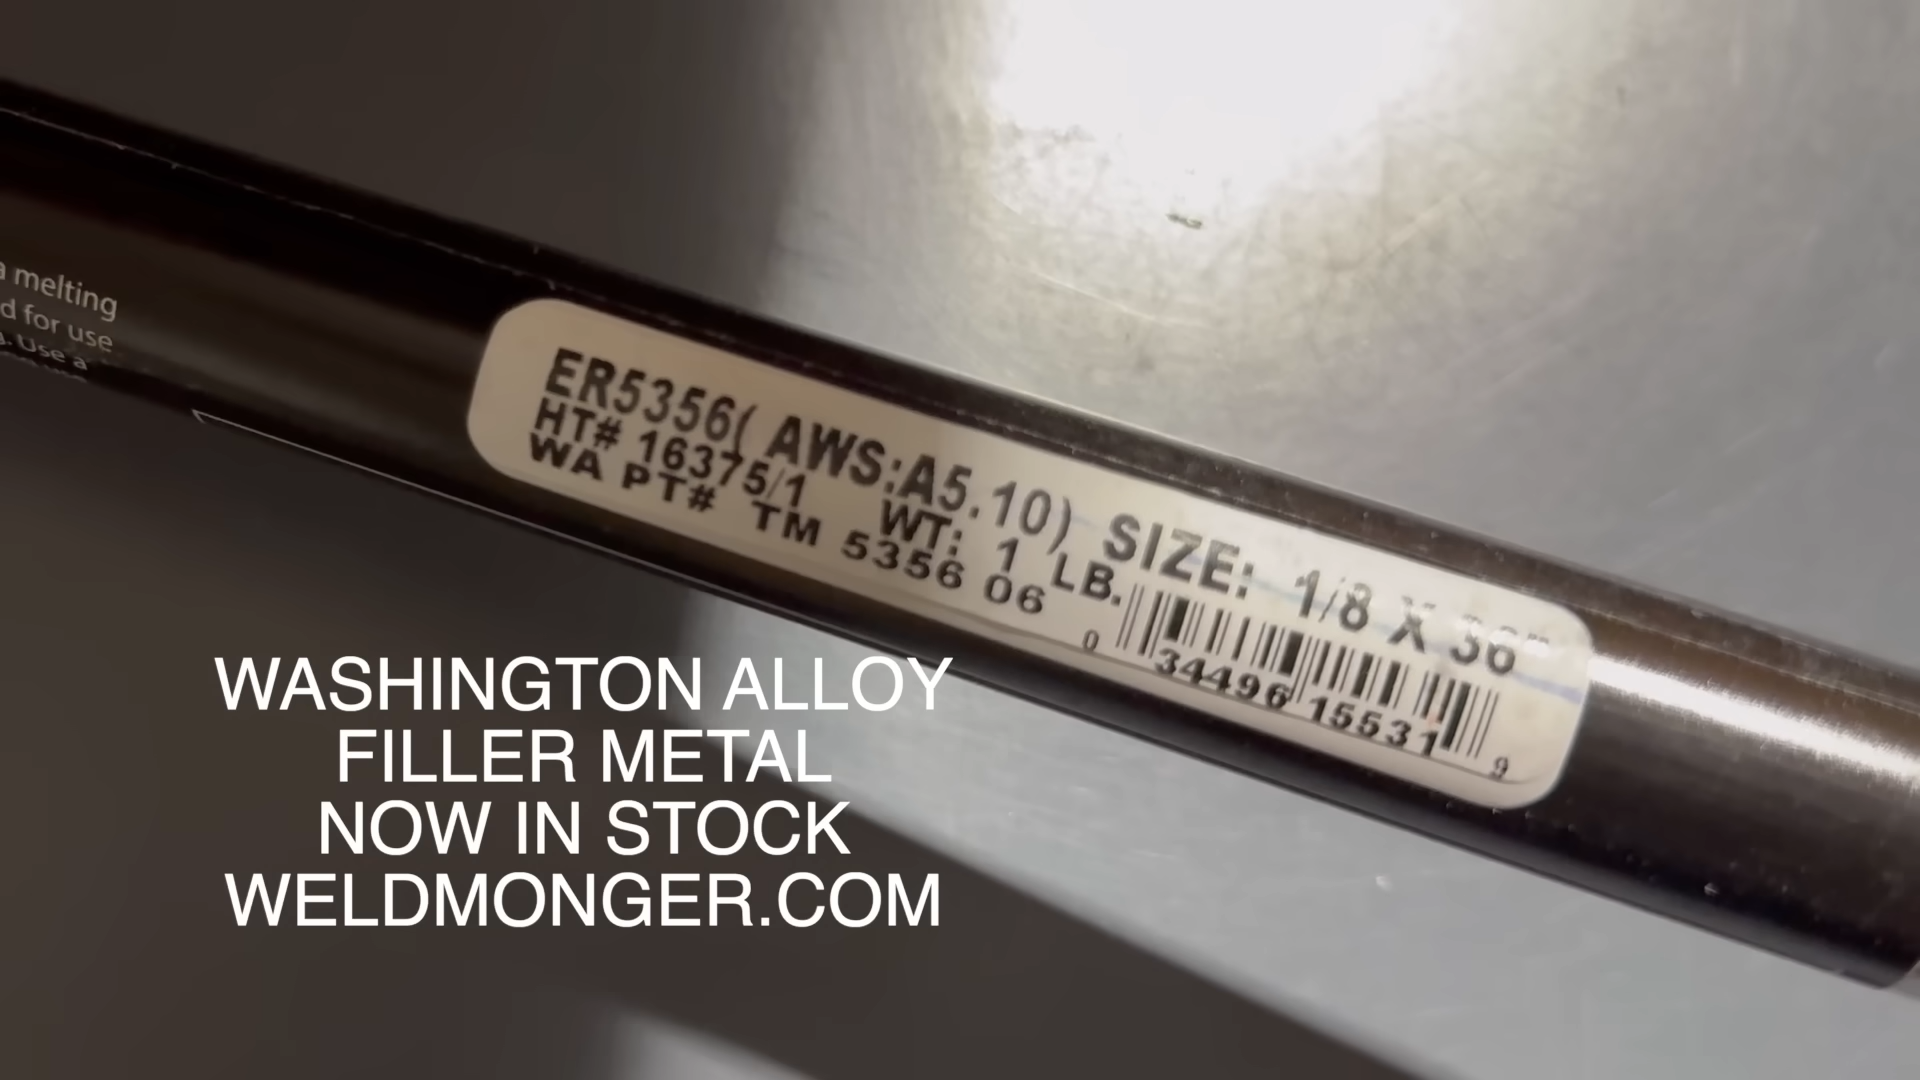 a melting
d for use
g. Use a
ER5356( AWS:A5.10) SIZE: 1/8 X 36"
HT# 16375/1 WT: 1 LB.
WA PT# TM 5356 06
0 34496 15531 9
WASHINGTON ALLOY
FILLER METAL
NOW IN STOCK
WELDMONGER.COM